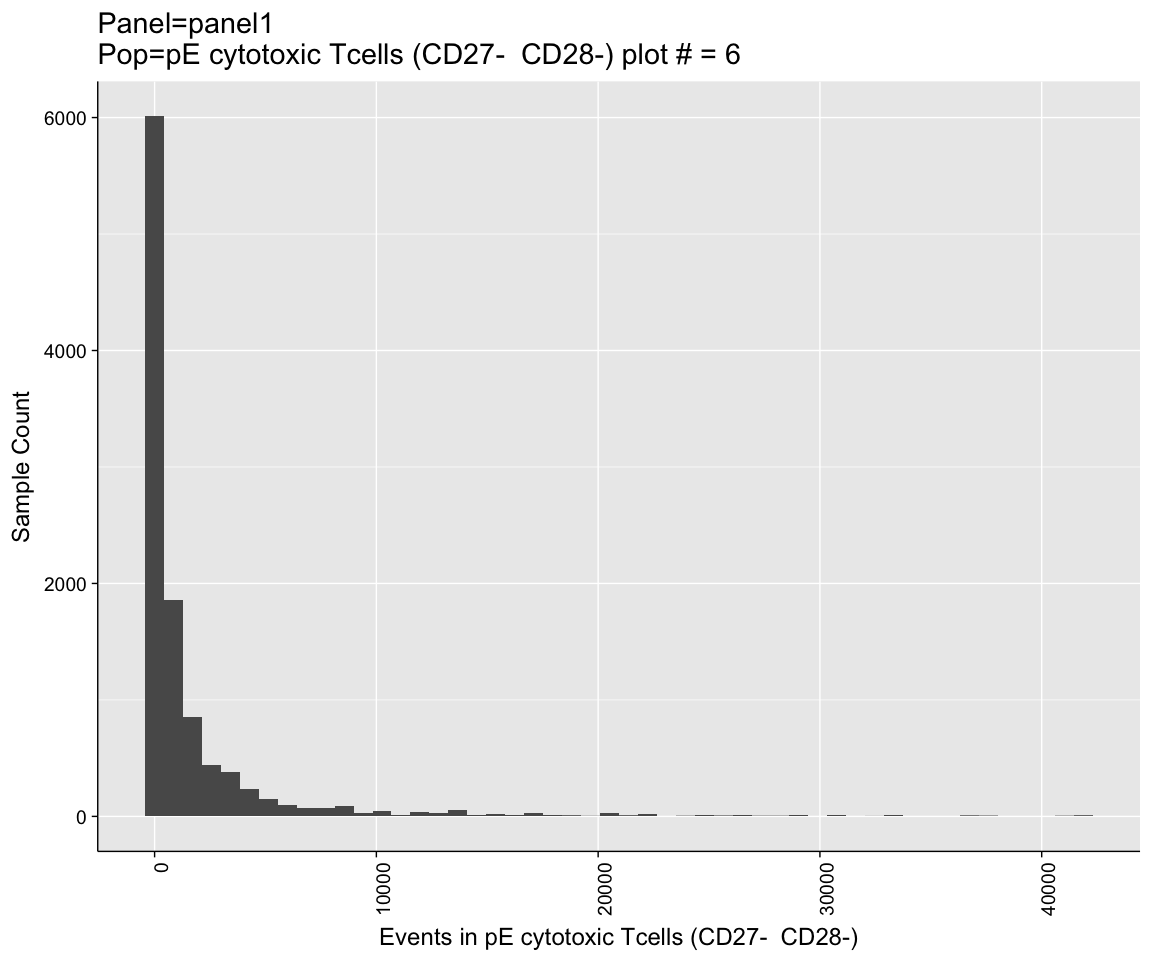 Panel=panel1
Pop=pE cytotoxic Tcells (CD27-  CD28-) plot # = 6
6000
4000
2000
0
Sample Count
0
10000
20000
30000
40000
Events in pE cytotoxic Tcells (CD27-  CD28-)